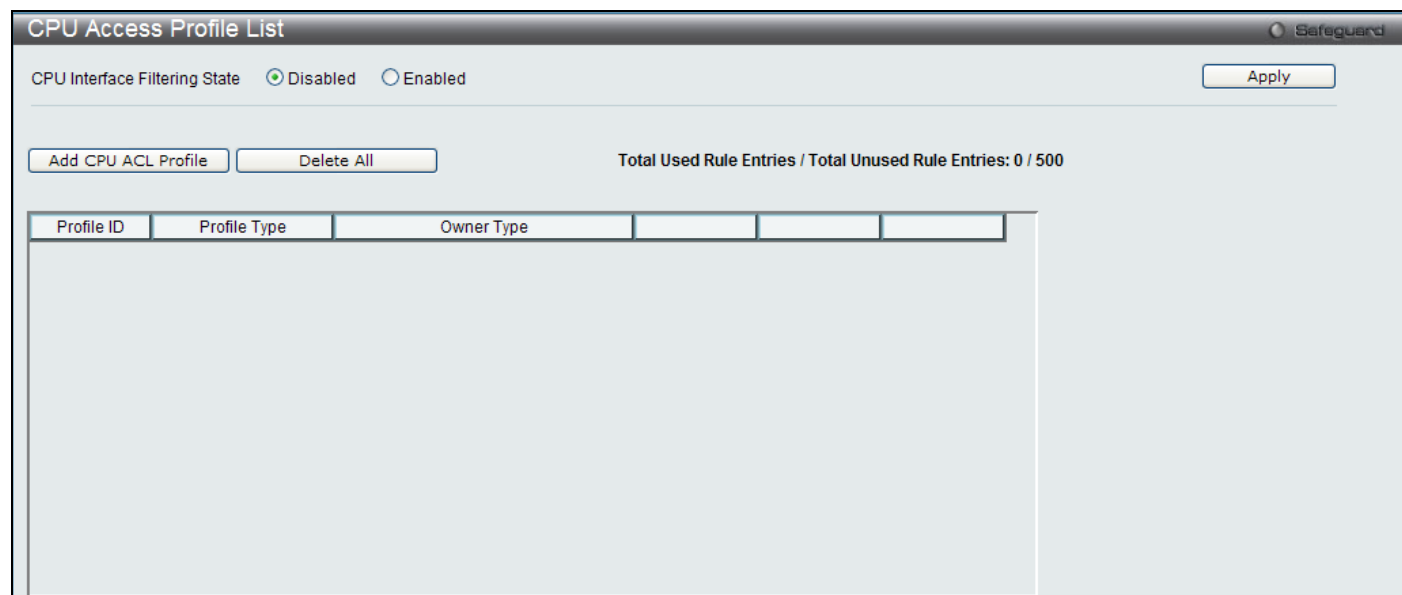 CPU Access Profile List
Safeguard
CPU Interface Filtering State Disabled Enabled Apply
Add CPU ACL Profile Delete All Total Used Rule Entries / Total Unused Rule Entries: 0 / 500
Profile ID Profile Type Owner Type